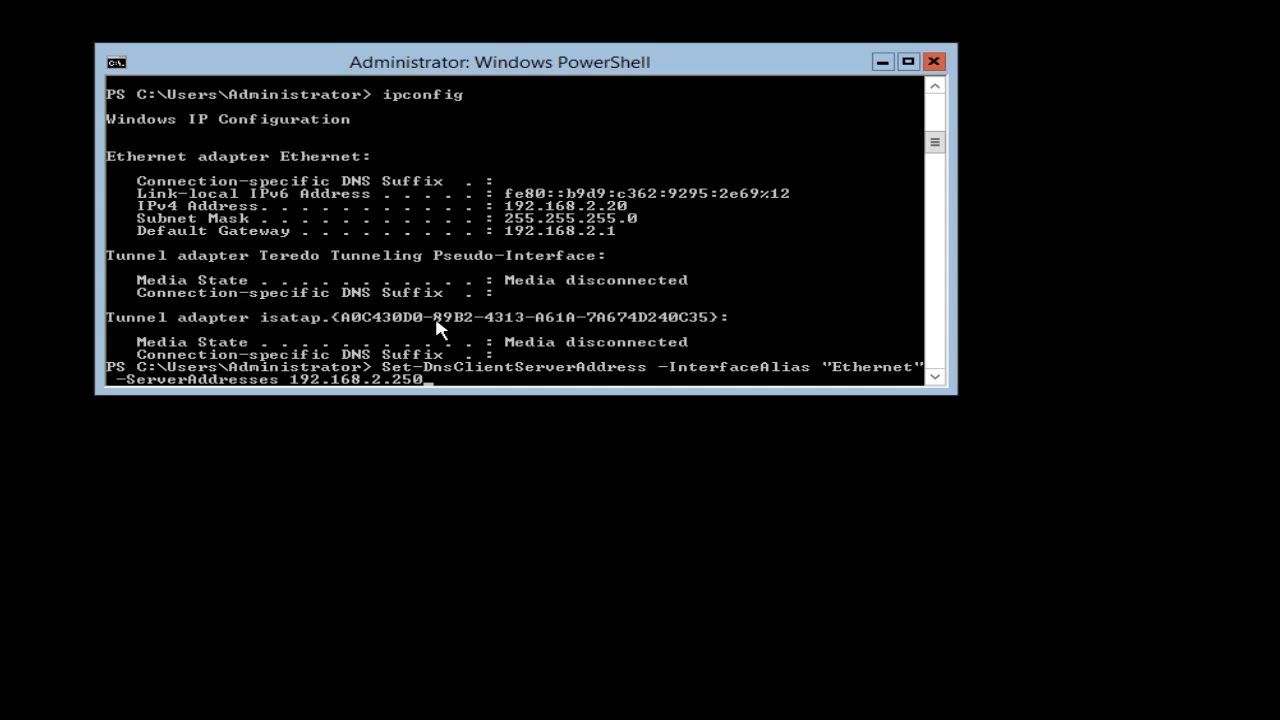 Administrator: Windows PowerShell
PS C:\Users\Administrator> ipconfig
Windows IP Configuration
Ethernet adapter Ethernet:
Connection-specific DNS Suffix . :
Link-local IPv6 Address . . . . . : fe80::b9d9:c362:9295:2e69%12
IPv4 Address. . . . . . . . . . . : 192.168.2.20
Subnet Mask . . . . . . . . . . . : 255.255.255.0
Default Gateway . . . . . . . . . : 192.168.2.1
Tunnel adapter Teredo Tunneling Pseudo-Interface:
Media State . . . . . . . . . . . : Media disconnected
Connection-specific DNS Suffix . :
Tunnel adapter isatap.{A0C430D0-89B2-4313-A61A-7A674D240C35}:
Media State . . . . . . . . . . . : Media disconnected
Connection-specific DNS Suffix . :
PS C:\Users\Administrator> Set-DnsClientServerAddress -InterfaceAlias "Ethernet"
-ServerAddresses 192.168.2.250_